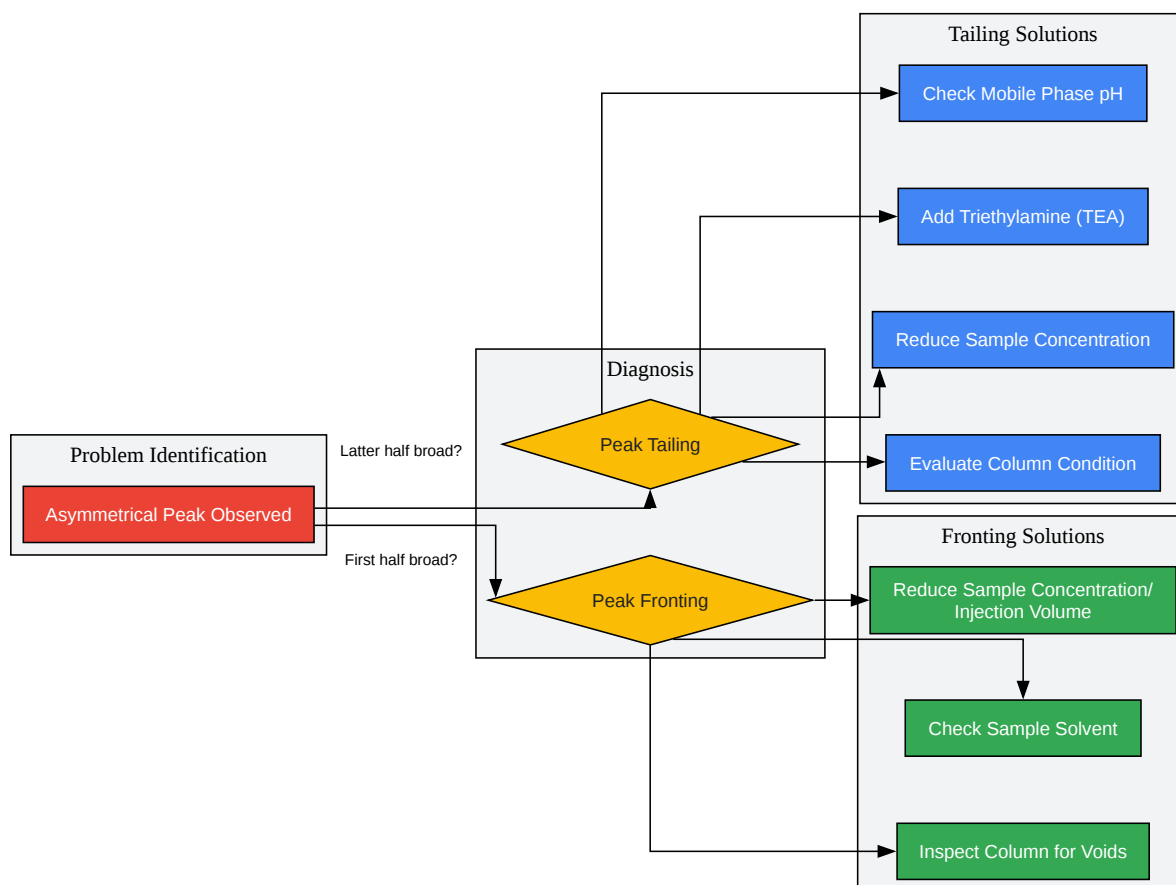 Problem Identification
Asymmetrical Peak Observed
Latter half broad?
First half broad?
Diagnosis
Peak Tailing
Peak Fronting
Tailing Solutions
Check Mobile Phase pH
Add Triethylamine (TEA)
Reduce Sample Concentration
Evaluate Column Condition
Fronting Solutions
Reduce Sample Concentration/
Injection Volume
Check Sample Solvent
Inspect Column for Voids